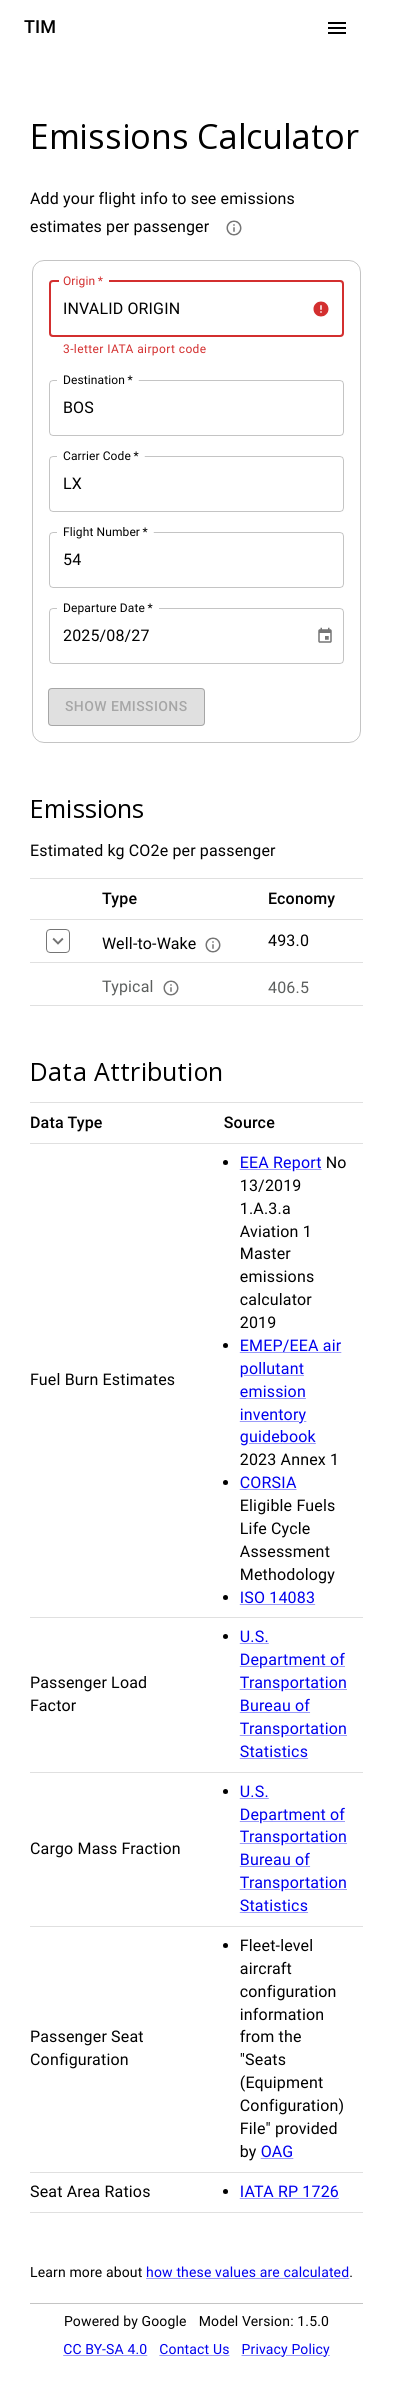 TIM
Emissions Calculator
Add your flight info to see emissions
estimates per passenger
Origin *
INVALID ORIGIN
3-letter IATA airport code
Destination *
BOS
Carrier Code *
LX
Flight Number *
54
Departure Date *
2025/08/27
SHOW EMISSIONS
Emissions
Estimated kg CO2e per passenger
Type Economy
Well-to-Wake 493.0
Typical 406.5
Data Attribution
Data Type Source
Fuel Burn Estimates
• EEA Report No
13/2019
1.A.3.a
Aviation 1
Master
emissions
calculator
2019
• EMEP/EEA air
pollutant
emission
inventory
guidebook
2023 Annex 1
• CORSIA
Eligible Fuels
Life Cycle
Assessment
Methodology
• ISO 14083
Passenger Load
Factor
• U.S.
Department of
Transportation
Bureau of
Transportation
Statistics
Cargo Mass Fraction
• U.S.
Department of
Transportation
Bureau of
Transportation
Statistics
Passenger Seat
Configuration
• Fleet-level
aircraft
configuration
information
from the
"Seats
(Equipment
Configuration)
File" provided
by OAG
Seat Area Ratios
• IATA RP 1726
Learn more about how these values are calculated.
Powered by Google Model Version: 1.5.0
CC BY-SA 4.0 Contact Us Privacy Policy